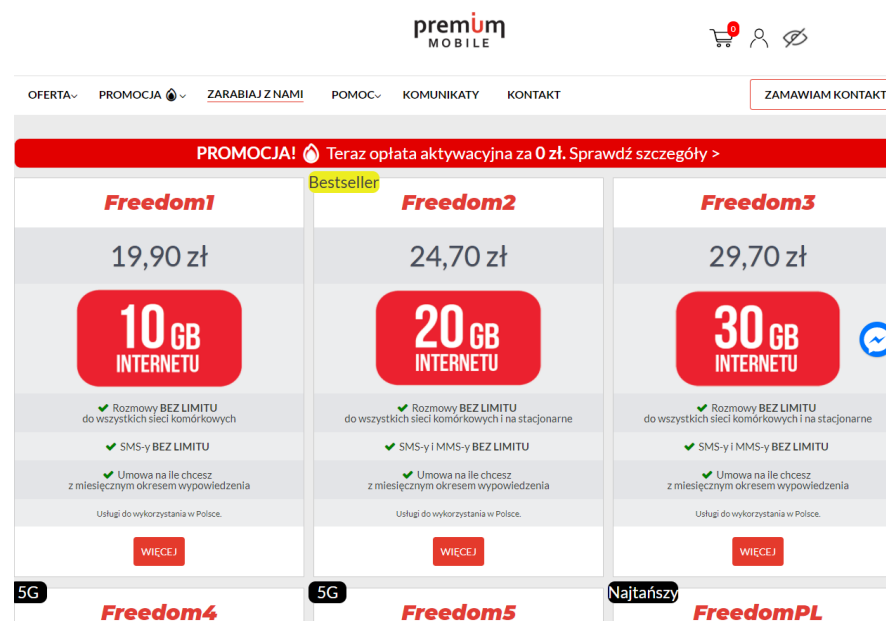 premium
MOBILE
0
OFERTA
PROMOCJA
ZARABIAJ Z NAMI
POMOC
KOMUNIKATY
KONTAKT
ZAMAWIAM KONTAKT
PROMOCJA! Teraz opłata aktywacyjna za 0 zł. Sprawdź szczegóły >
Freedom1
19,90 zł
10 GB
INTERNETU
Rozmowy BEZ LIMITU
do wszystkich sieci komórkowych
SMS-y BEZ LIMITU
Umowa na ile chcesz
z miesięcznym okresem wypowiedzenia
Usługi do wykorzystania w Polsce.
WIĘCEJ
Bestseller
Freedom2
24,70 zł
20 GB
INTERNETU
Rozmowy BEZ LIMITU
do wszystkich sieci komórkowych i na stacjonarne
SMS-y i MMS-y BEZ LIMITU
Umowa na ile chcesz
z miesięcznym okresem wypowiedzenia
Usługi do wykorzystania w Polsce.
WIĘCEJ
Freedom3
29,70 zł
30 GB
INTERNETU
Rozmowy BEZ LIMITU
do wszystkich sieci komórkowych i na stacjonarne
SMS-y i MMS-y BEZ LIMITU
Umowa na ile chcesz
z miesięcznym okresem wypowiedzenia
Usługi do wykorzystania w Polsce.
WIĘCEJ
5G
Freedom4
5G
Freedom5
Najtańszy
FreedomPL